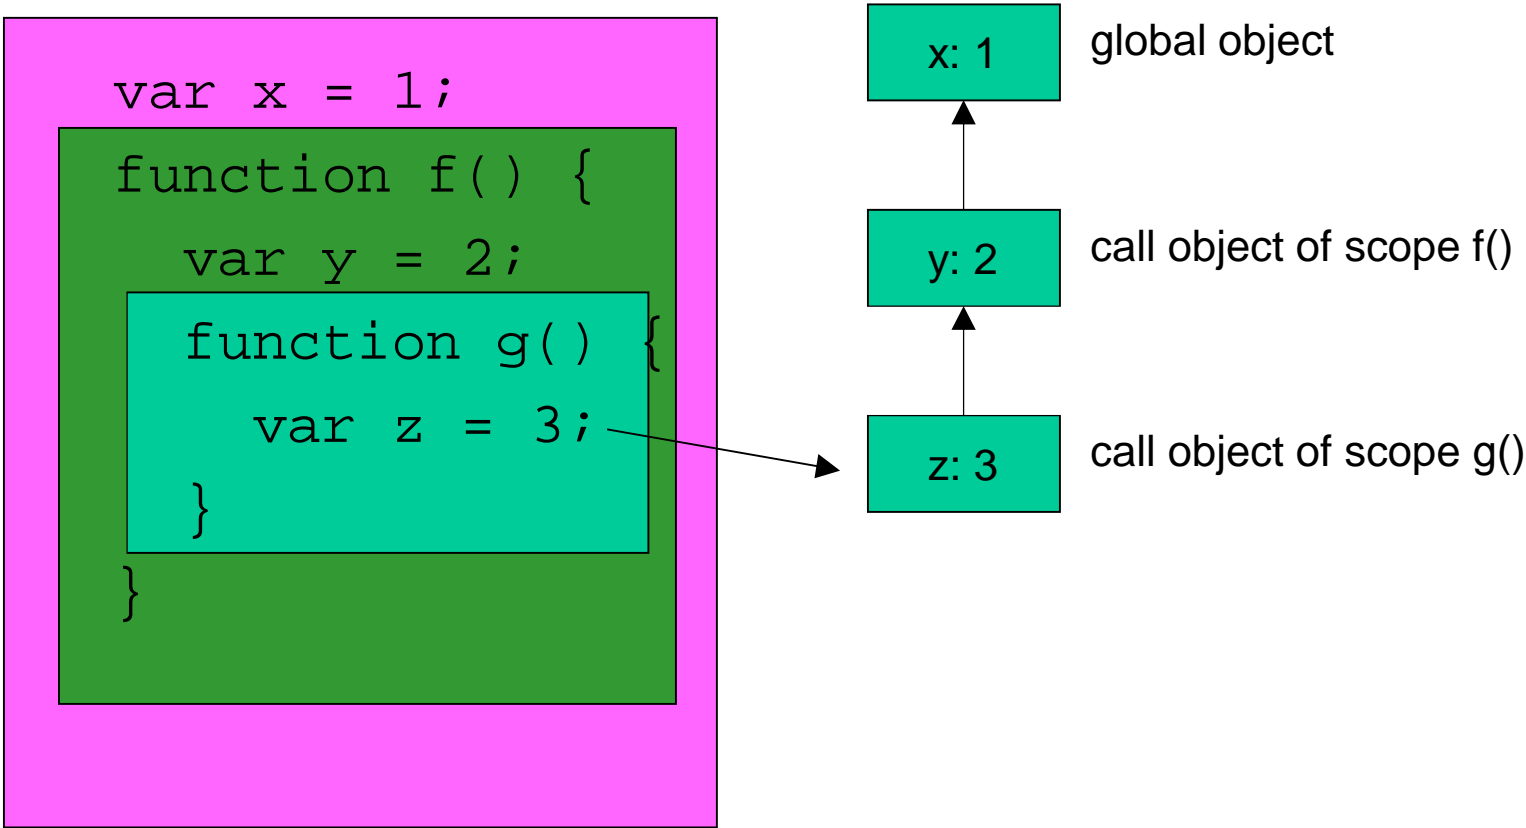 var x = 1;
function f() {
var y = 2;
function g() {
var z = 3;
}
}
x: 1 global object
y: 2 call object of scope f()
z: 3 call object of scope g()